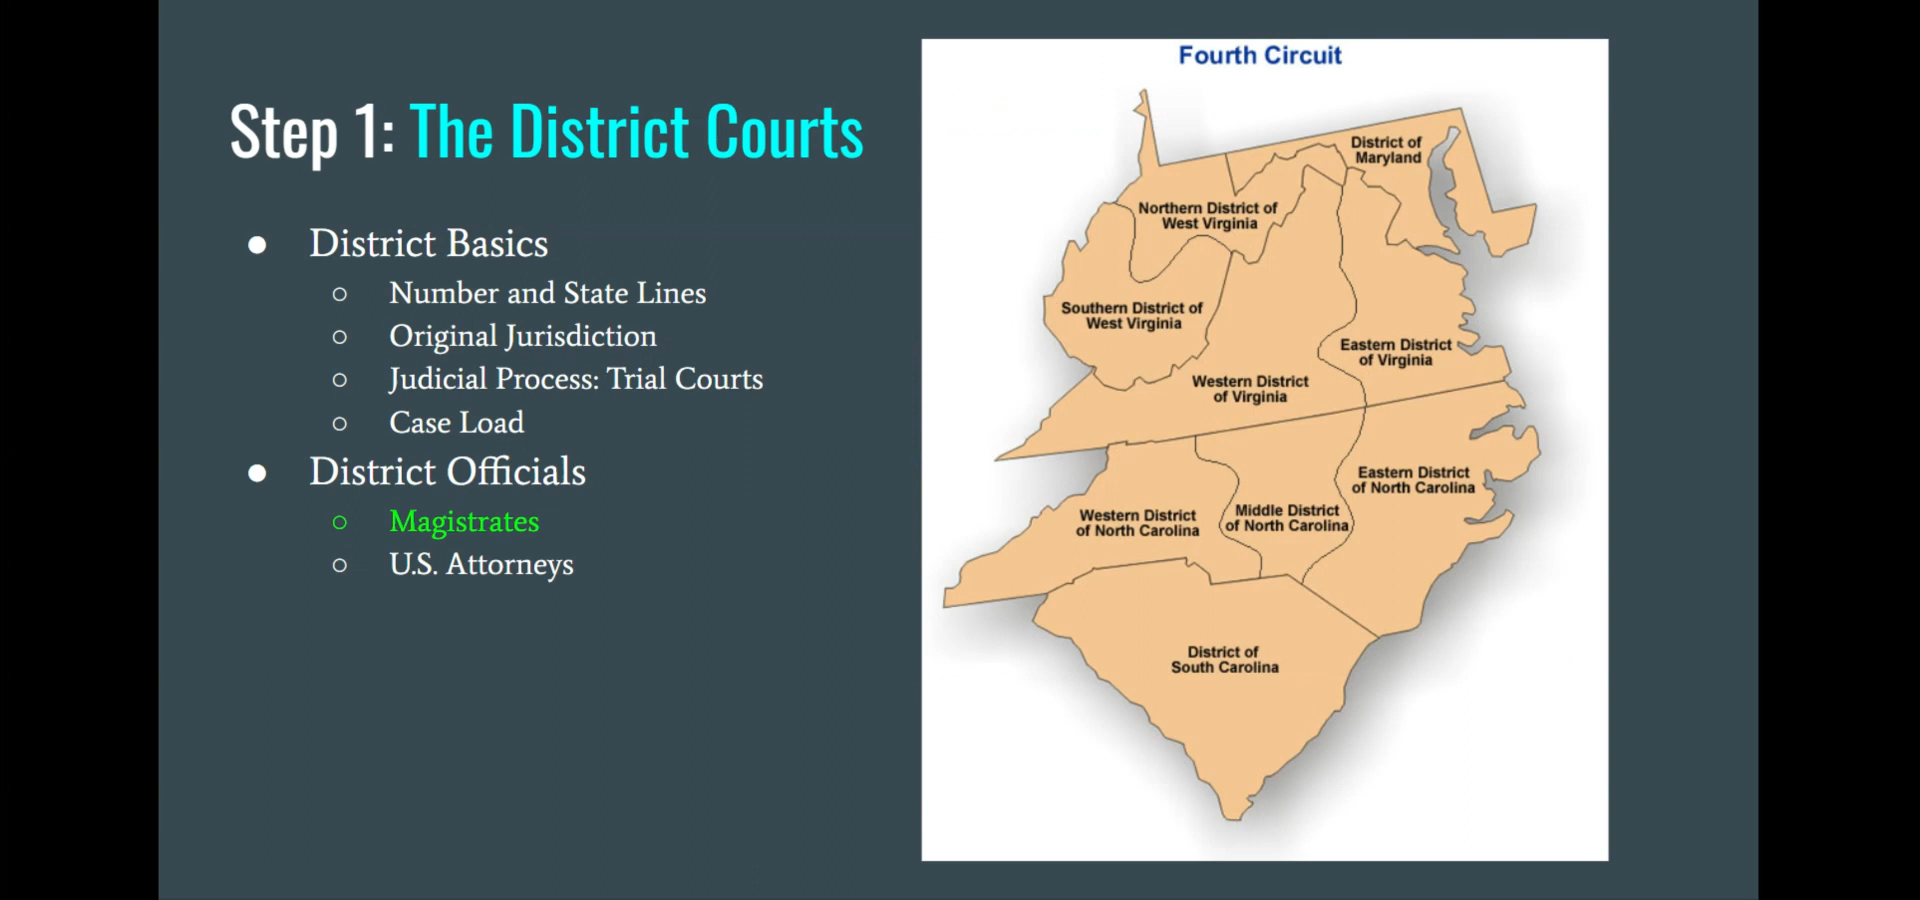 Step 1: The District Courts
● District Basics
○ Number and State Lines
○ Original Jurisdiction
○ Judicial Process: Trial Courts
○ Case Load
● District Officials
○ Magistrates
○ U.S. Attorneys
Fourth Circuit
District of
Maryland
Northern District of
West Virginia
Southern District of
West Virginia
Eastern District
of Virginia
Western District
of Virginia
Eastern District
of North Carolina
Middle District
of North Carolina
Western District
of North Carolina
District of
South Carolina